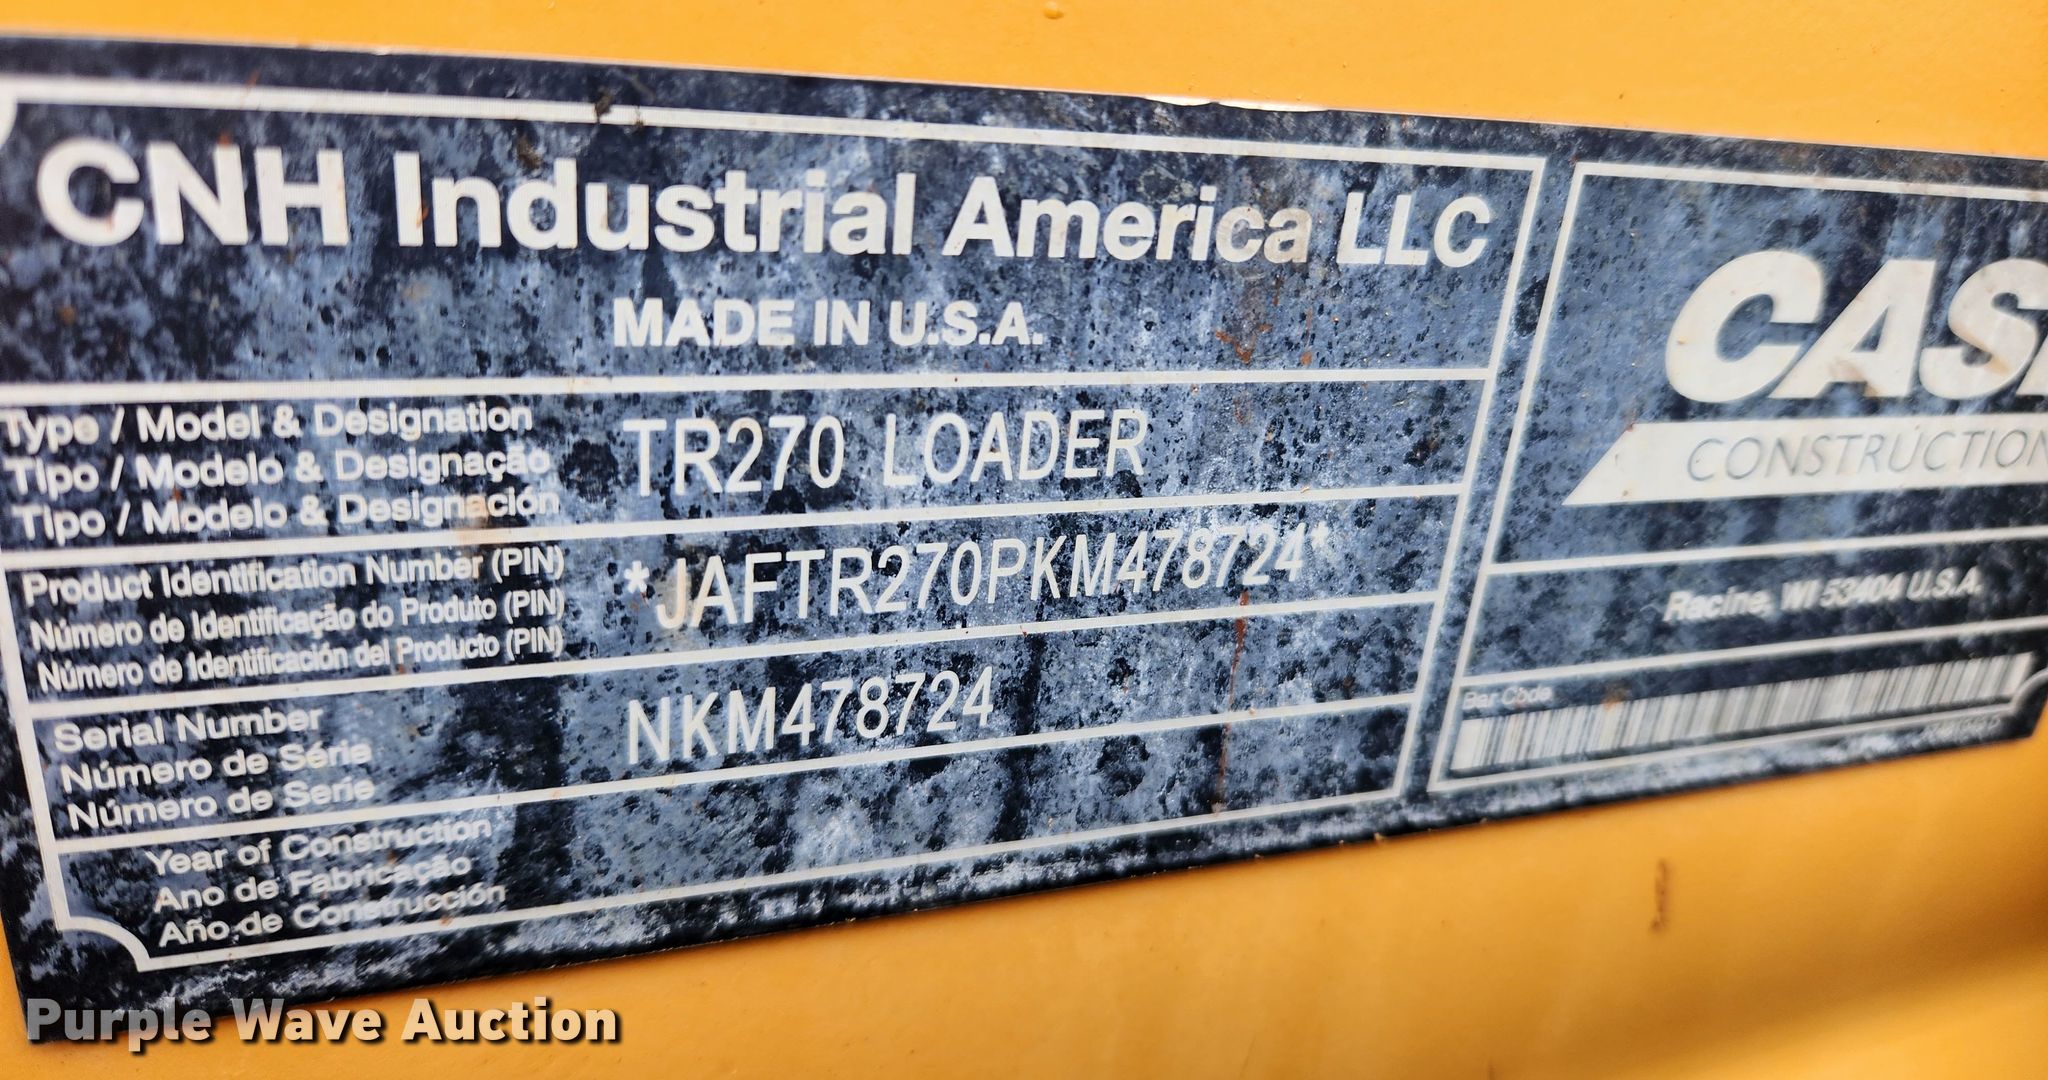 CNH Industrial America LLC
MADE IN U.S.A.
Type / Model & Designation
Tipo / Modelo & Designação
Tipo / Modelo & Designación
TR270 LOADER
Product Identification Number (PIN)
Número de Identificação do Produto (PIN)
Número de Identificación del Producto (PIN)
*JAFTR270PKM478724*
Serial Number
Número de Série
Número de Serie
NKM478724
Year of Construction
Ano de Fabricação
Año de Construcción
CASE
CONSTRUCTION
Racine, WI 53404 U.S.A.
Bar Code
Purple Wave Auction